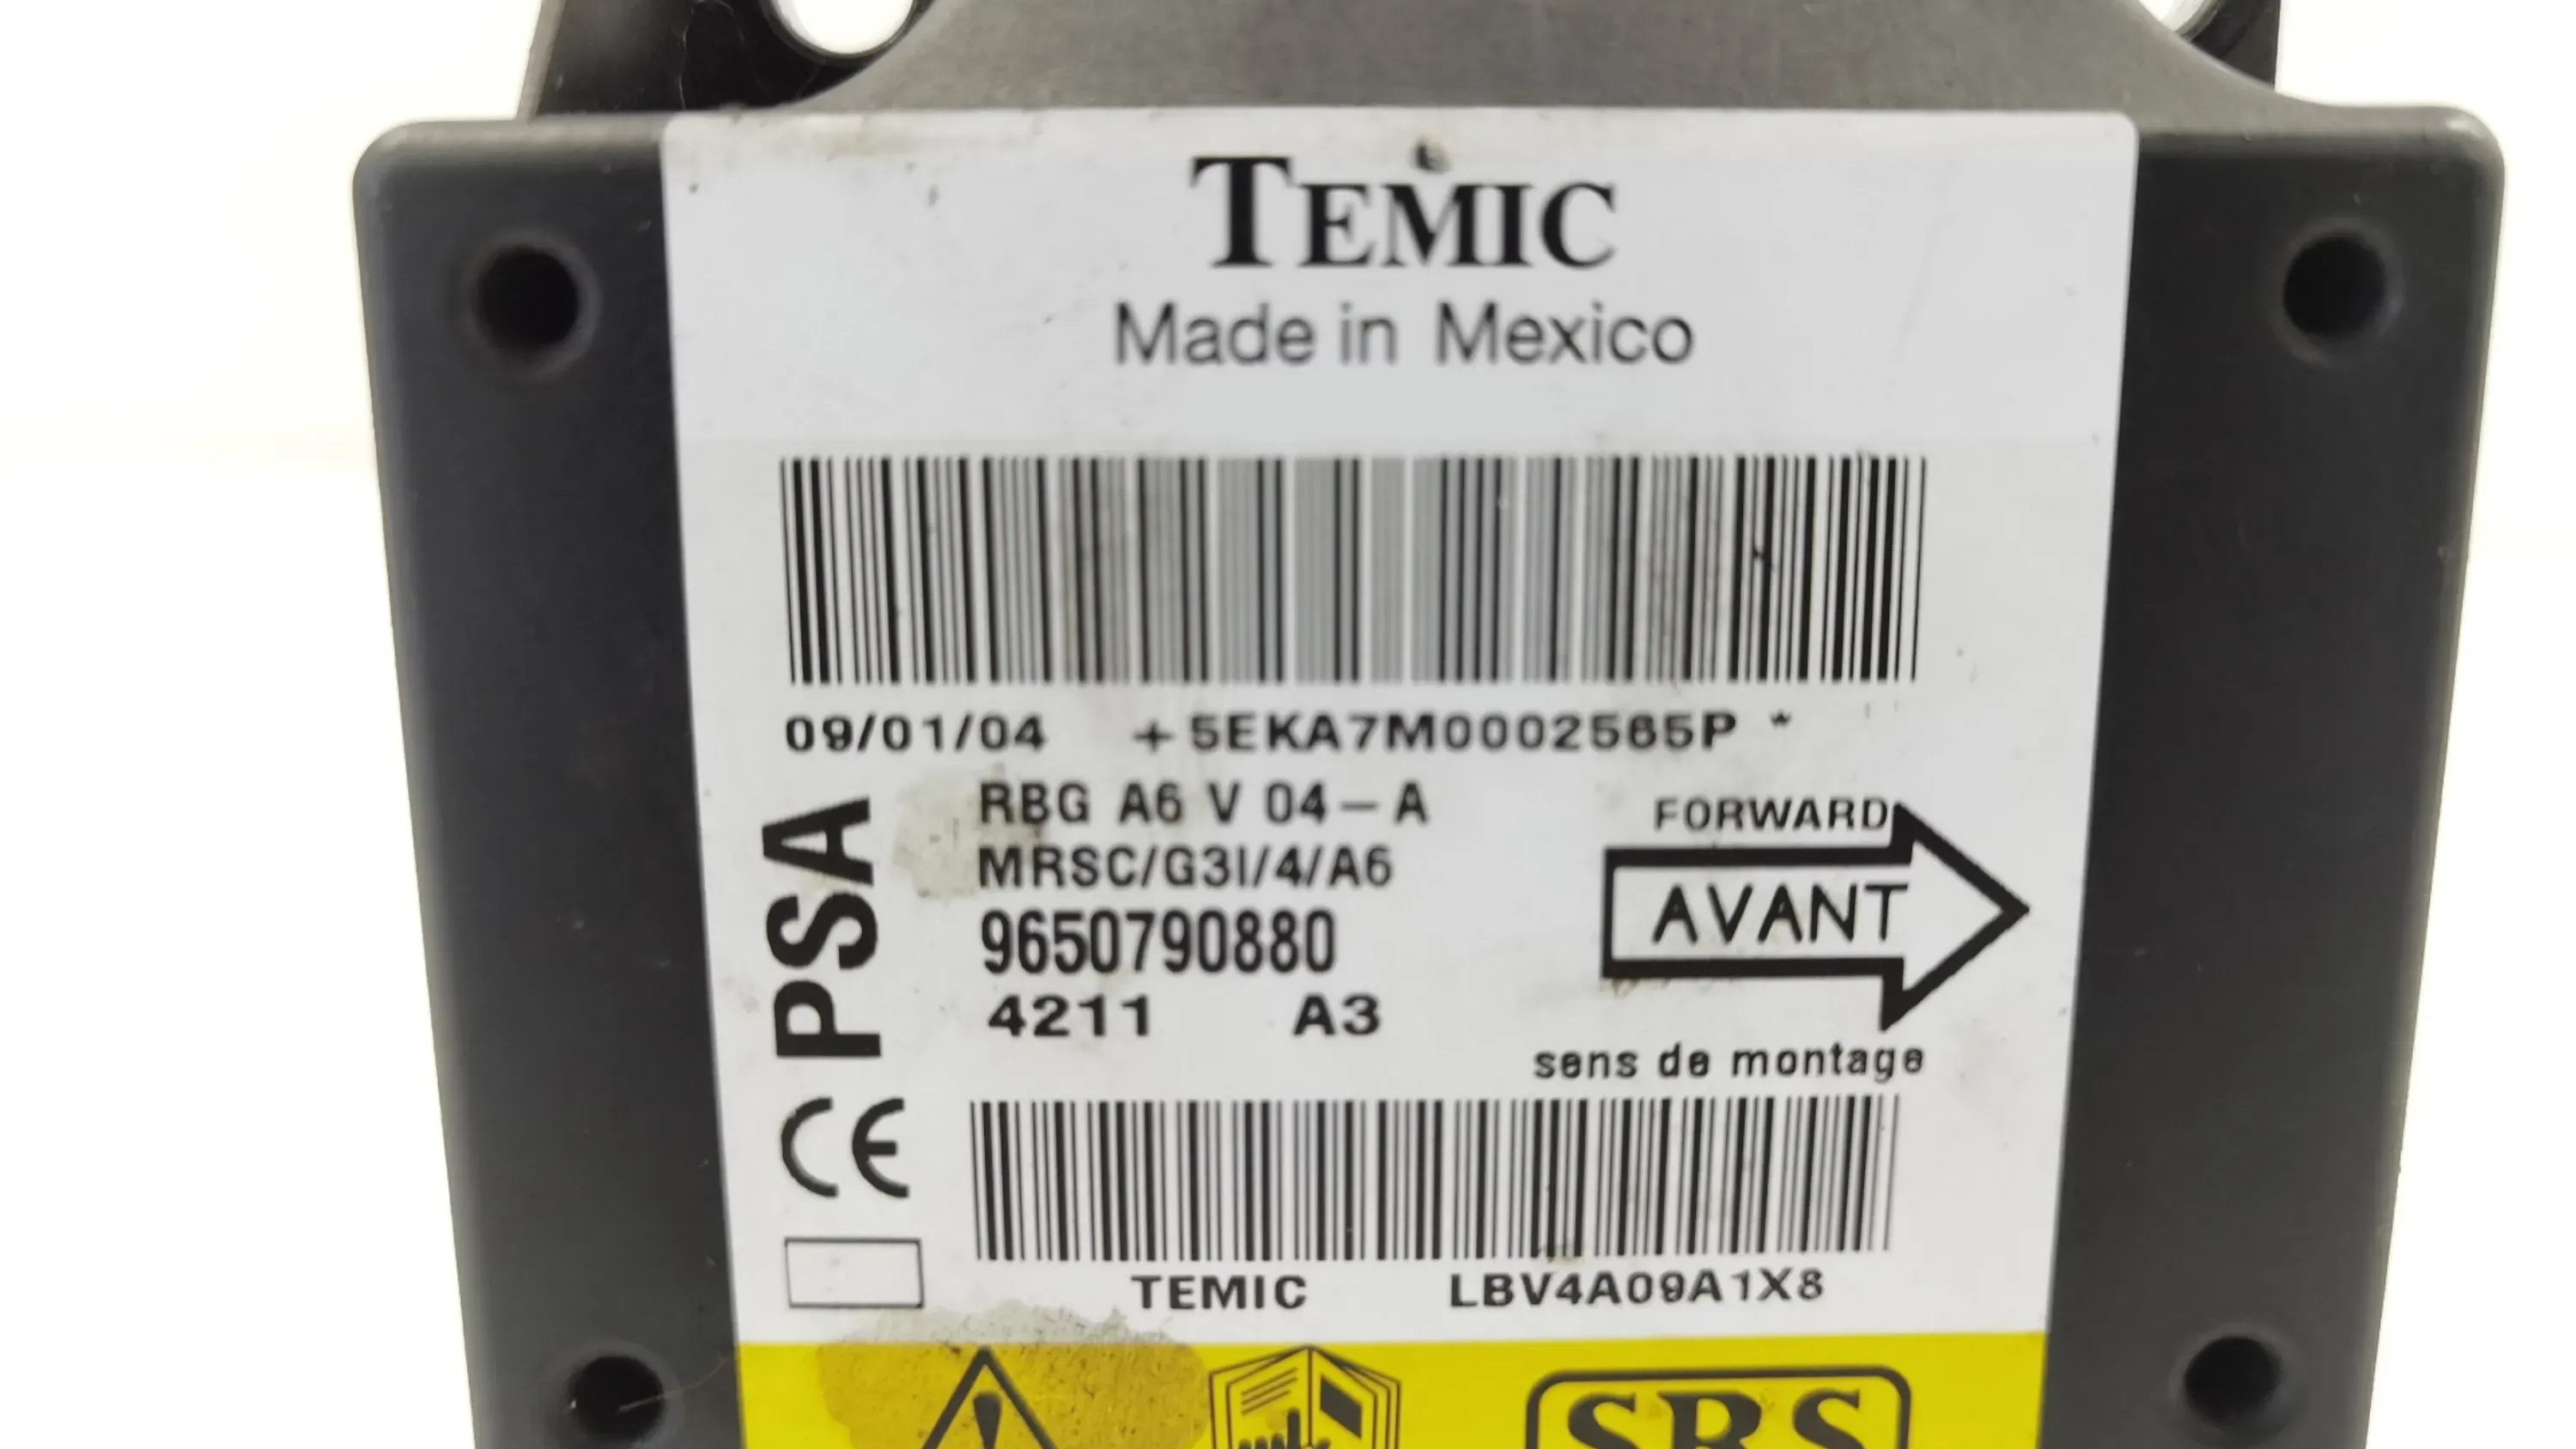 TEMIC
Made in Mexico
09/01/04 +5EKA7M0002565P *
RBG A6 V 04-A
MRSC/G3I/4/A6
9650790880
4211 A3
PSA
FORWARD
AVANT
sens de montage
CE
TEMIC LBV4A09A1X8
SRS